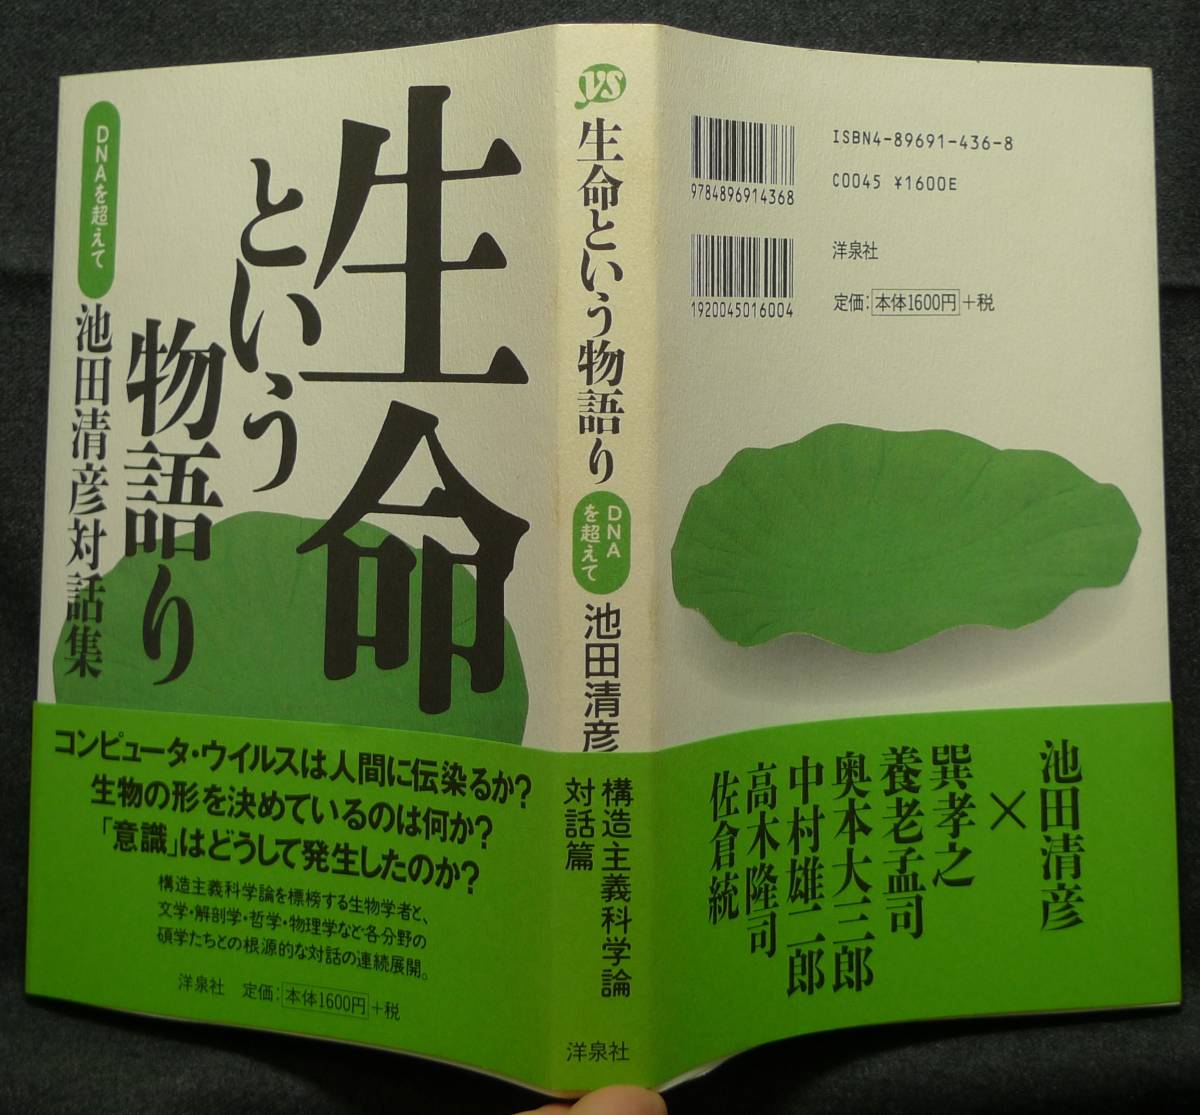 生命
という
物語り
DNAを超えて
池田清彦対話集
コンピュータ・ウイルスは人間に伝染るか?
生物の形を決めているのは何か?
「意識」はどうして発生したのか?
構造主義科学論を標榜する生物学者と、
文学・解剖学・哲学・物理学など各分野の
碩学たちとの根源的な対話の連続展開。
洋泉社 定価:本体1600円+税
ys
生命という物語り
DNA
を超えて
池田清彦
構造主義科学論
対話篇
洋泉社
9784896914368
ISBN4-89691-436-8
C0045 ¥1600E
1920045016004
洋泉社
定価:本体1600円+税
池田清彦
×
巽孝之
養老孟司
奥本大三郎
中村雄二郎
高木隆司
佐倉統